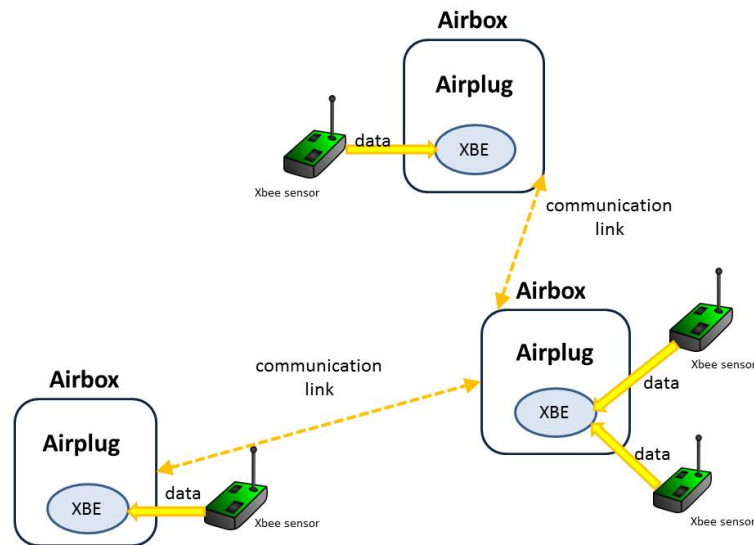 Airbox
Airplug
data
XBE
Xbee sensor
communication
link
Airbox
Airplug
XBE
data
Xbee sensor
data
Xbee sensor
communication
link
Airbox
Airplug
XBE
data
Xbee sensor